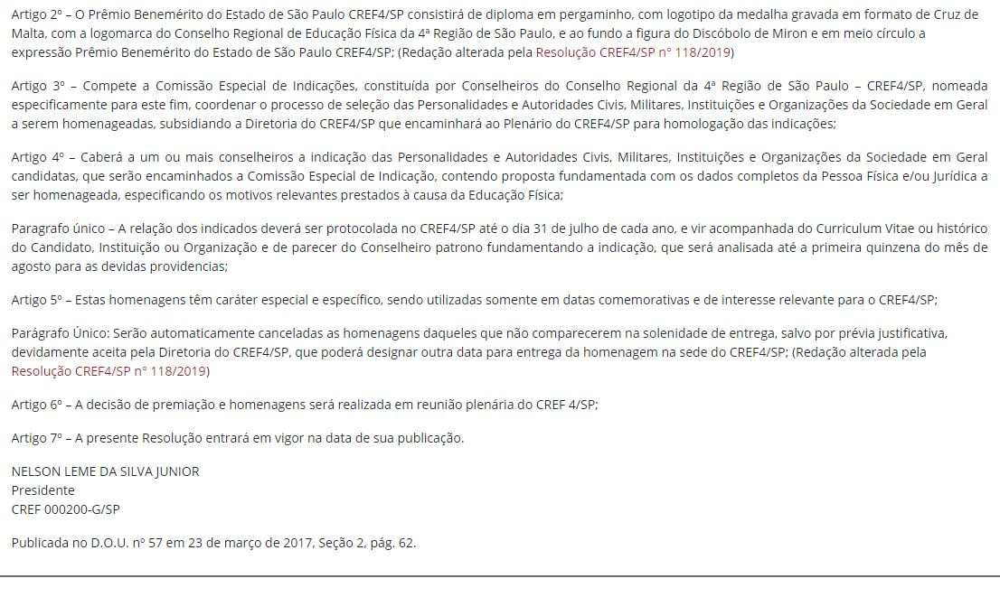 Artigo 2º – O Prêmio Benemérito do Estado de São Paulo CREF4/SP consistirá de diploma em pergaminho, com logotipo da medalha gravada em formato de Cruz de
Malta, com a logomarca do Conselho Regional de Educação Física da 4ª Região de São Paulo, e ao fundo a figura do Discóbolo de Miron e em meio círculo a
expressão Prêmio Benemérito do Estado de São Paulo CREF4/SP; (Redação alterada pela Resolução CREF4/SP n° 118/2019)
Artigo 3º – Compete a Comissão Especial de Indicações, constituída por Conselheiros do Conselho Regional da 4ª Região de São Paulo – CREF4/SP, nomeada
especificamente para este fim, coordenar o processo de seleção das Personalidades e Autoridades Civis, Militares, Instituições e Organizações da Sociedade em Geral
a serem homenageadas, subsidiando a Diretoria do CREF4/SP que encaminhará ao Plenário do CREF4/SP para homologação das indicações;
Artigo 4º – Caberá a um ou mais conselheiros a indicação das Personalidades e Autoridades Civis, Militares, Instituições e Organizações da Sociedade em Geral
candidatas, que serão encaminhados a Comissão Especial de Indicação, contendo proposta fundamentada com os dados completos da Pessoa Física e/ou Jurídica a
ser homenageada, especificando os motivos relevantes prestados à causa da Educação Física;
Paragrafo único – A relação dos indicados deverá ser protocolada no CREF4/SP até o dia 31 de julho de cada ano, e vir acompanhada do Curriculum Vitae ou histórico
do Candidato, Instituição ou Organização e de parecer do Conselheiro patrono fundamentando a indicação, que será analisada até a primeira quinzena do mês de
agosto para as devidas providencias;
Artigo 5º – Estas homenagens têm caráter especial e específico, sendo utilizadas somente em datas comemorativas e de interesse relevante para o CREF4/SP;
Parágrafo Único: Serão automaticamente canceladas as homenagens daqueles que não comparecerem na solenidade de entrega, salvo por prévia justificativa,
devidamente aceita pela Diretoria do CREF4/SP, que poderá designar outra data para entrega da homenagem na sede do CREF4/SP; (Redação alterada pela
Resolução CREF4/SP n° 118/2019)
Artigo 6º – A decisão de premiação e homenagens será realizada em reunião plenária do CREF 4/SP;
Artigo 7º – A presente Resolução entrará em vigor na data de sua publicação.
NELSON LEME DA SILVA JUNIOR
Presidente
CREF 000200-G/SP
Publicada no D.O.U. nº 57 em 23 de março de 2017, Seção 2, pág. 62.